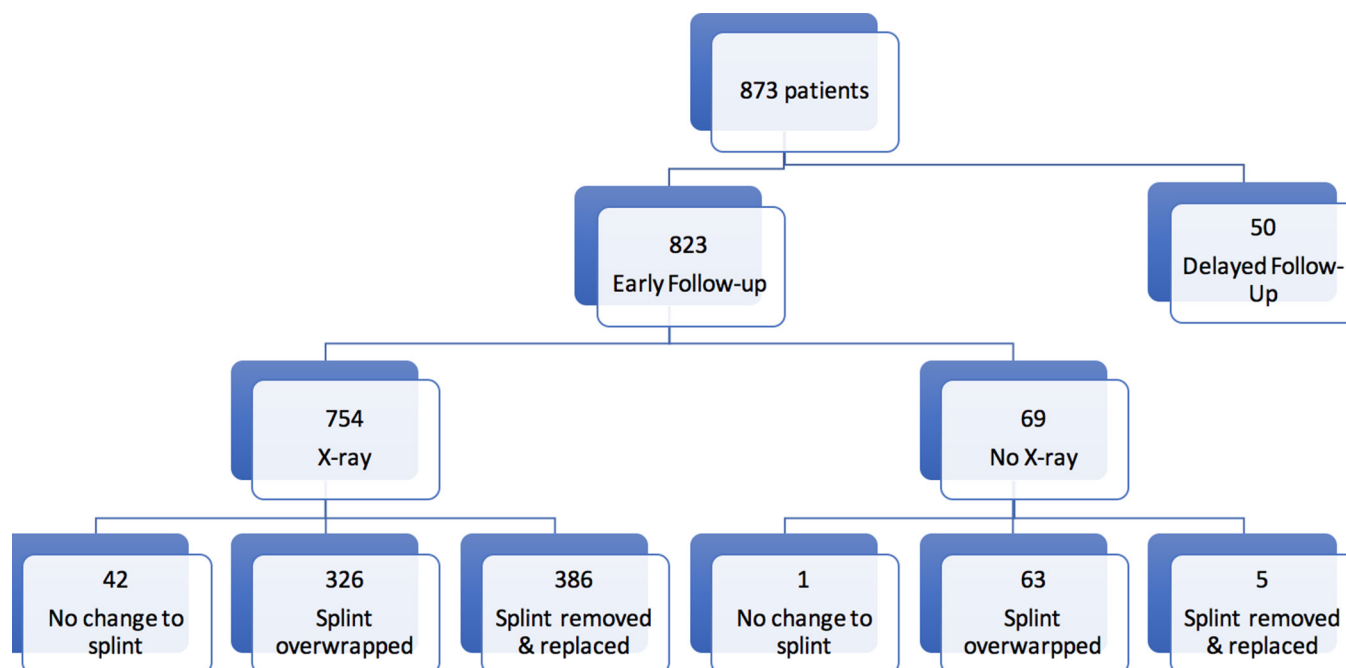 873 patients
823
Early Follow-up
50
Delayed Follow-
Up
754
X-ray
69
No X-ray
42
No change to
splint
326
Splint
overwrapped
386
Splint removed
& replaced
1
No change to
splint
63
Splint
overwarpped
5
Splint removed
& replaced